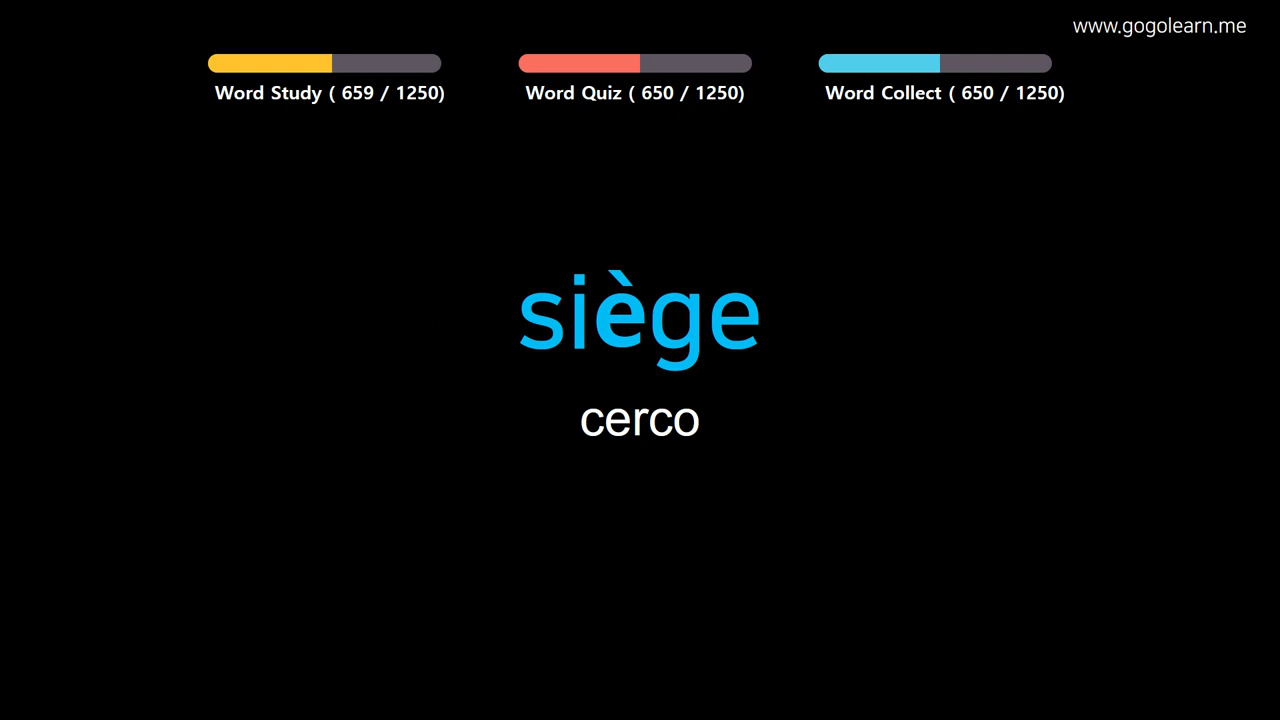 www.gogolearn.me
Word Study ( 659 / 1250)
Word Quiz ( 650 / 1250)
Word Collect ( 650 / 1250)
siège
cerco